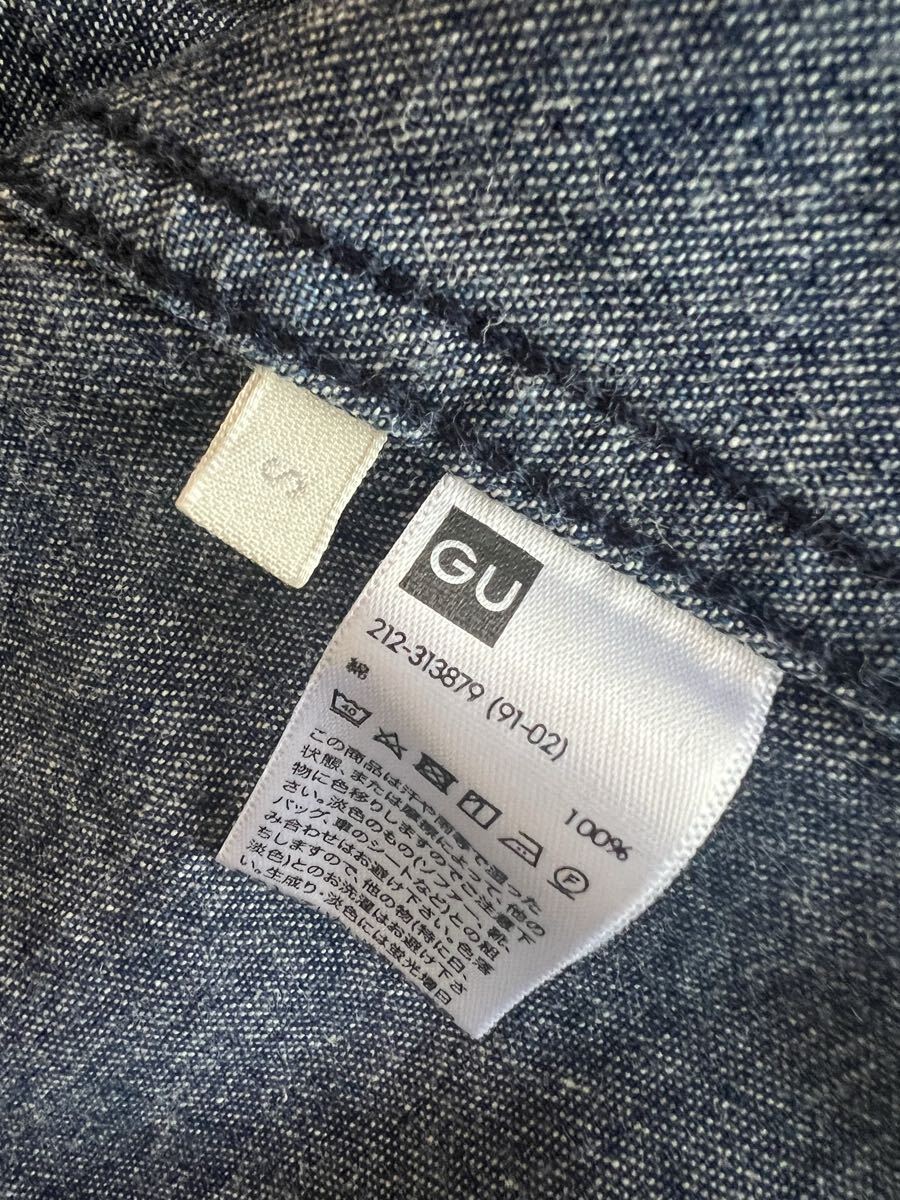 S
GU
212-313879 (91-02)
綿 100%
40
F
この商品は汗や雨等で湿った
状態、または摩擦によって、他の
物に色移りしますのでご注意下
さい。淡色のもの(ソファー、靴、
バッグ、車のシートなど)との組
み合わせはお避け下さい。色落
ちしますので、他の物(特に白、
淡色)とのお洗濯はお避け下さ
い。生成り・淡色には蛍光増白